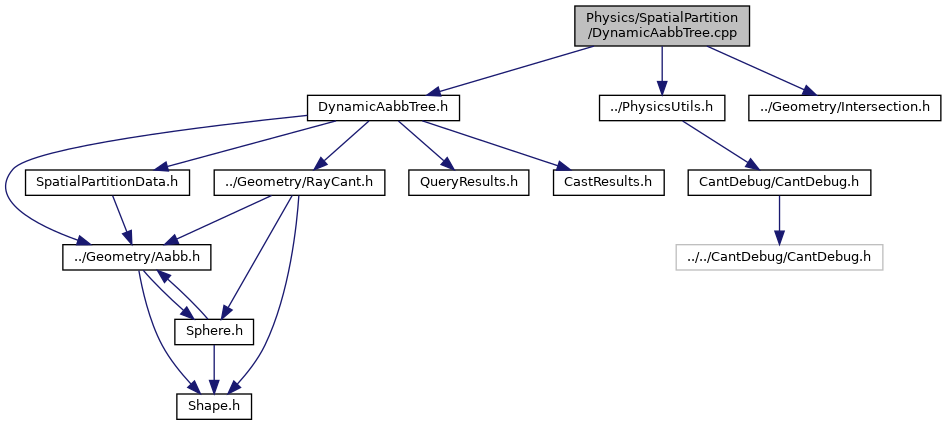 Physics/SpatialPartition
/DynamicAabbTree.cpp
DynamicAabbTree.h
../PhysicsUtils.h
../Geometry/Intersection.h
SpatialPartitionData.h
../Geometry/RayCant.h
QueryResults.h
CastResults.h
CantDebug/CantDebug.h
../Geometry/Aabb.h
../../CantDebug/CantDebug.h
Sphere.h
Shape.h